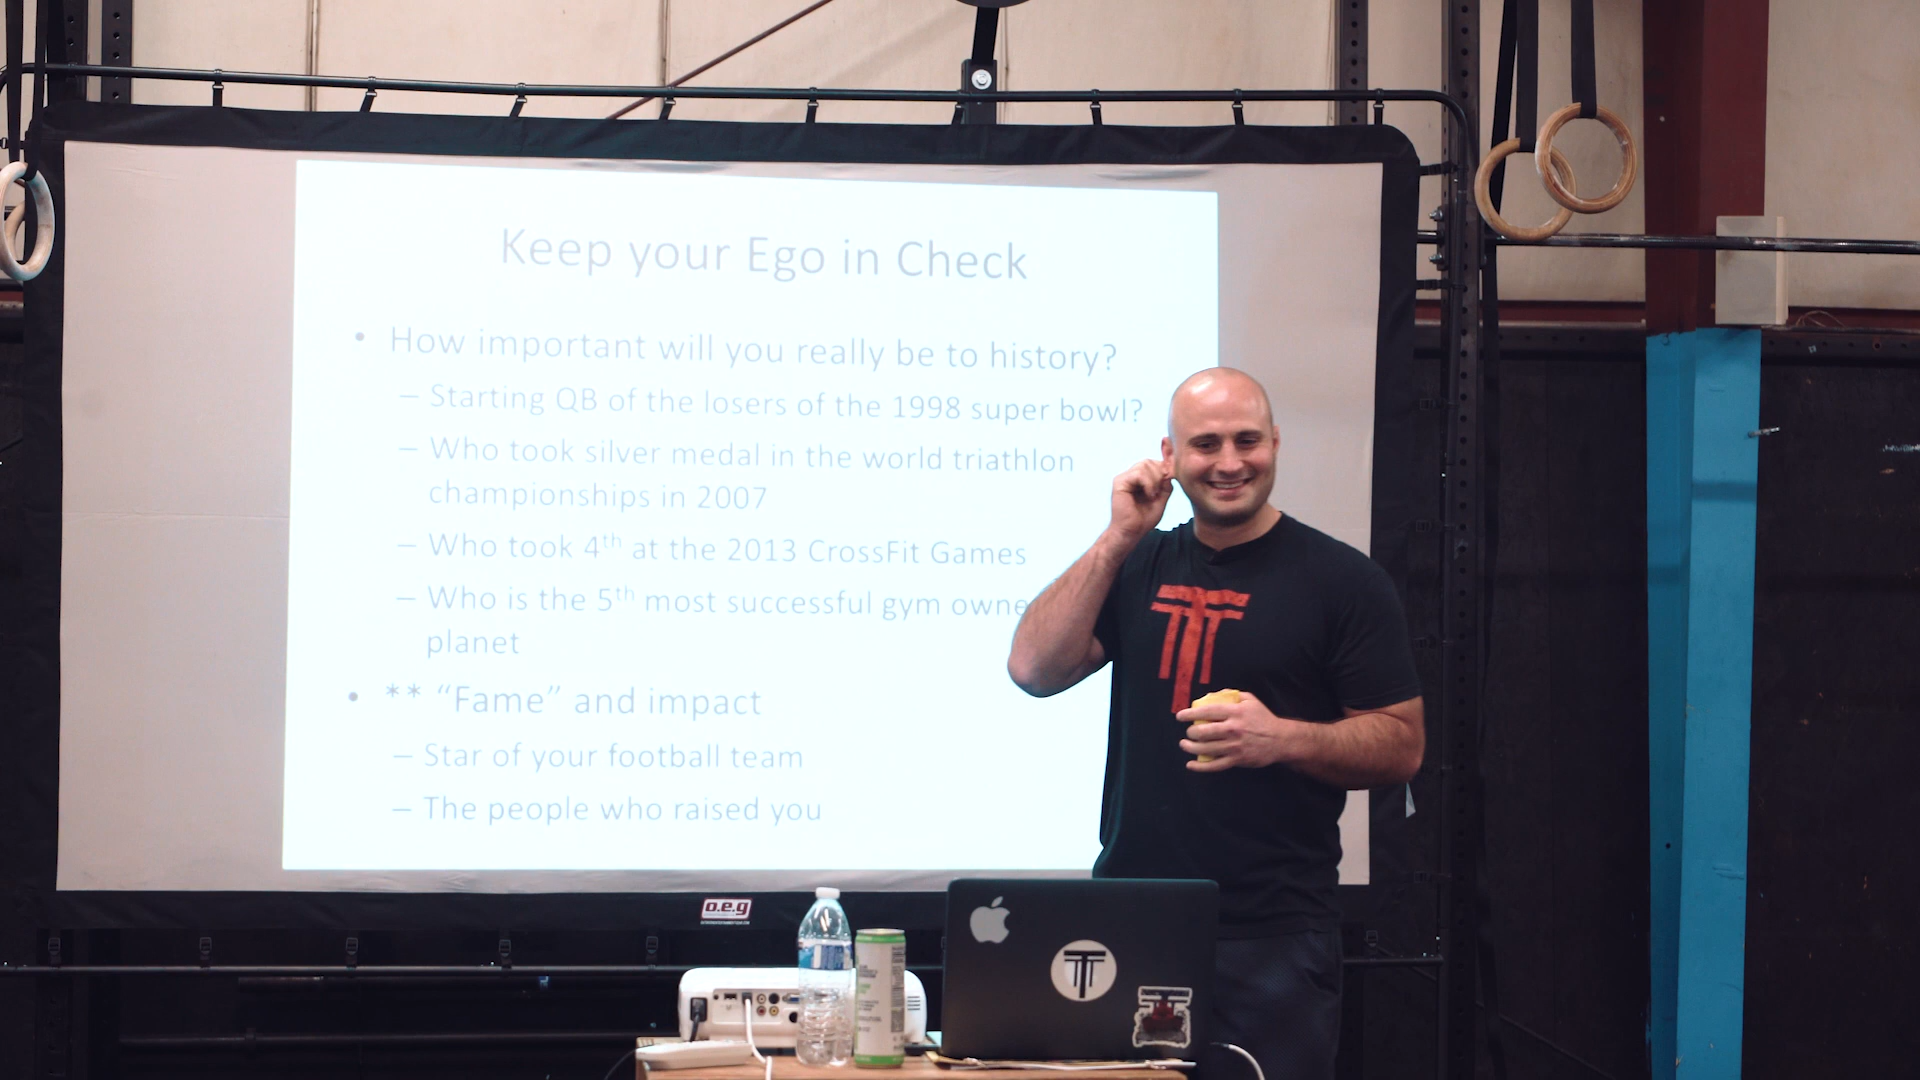 Keep your Ego in Check
• How important will you really be to history?
– Starting QB of the losers of the 1998 super bowl?
– Who took silver medal in the world triathlon
championships in 2007
– Who took 4th at the 2013 CrossFit Games
– Who is the 5th most successful gym owne
planet
• ** “Fame” and impact
– Star of your football team
– The people who raised you
o.e.g